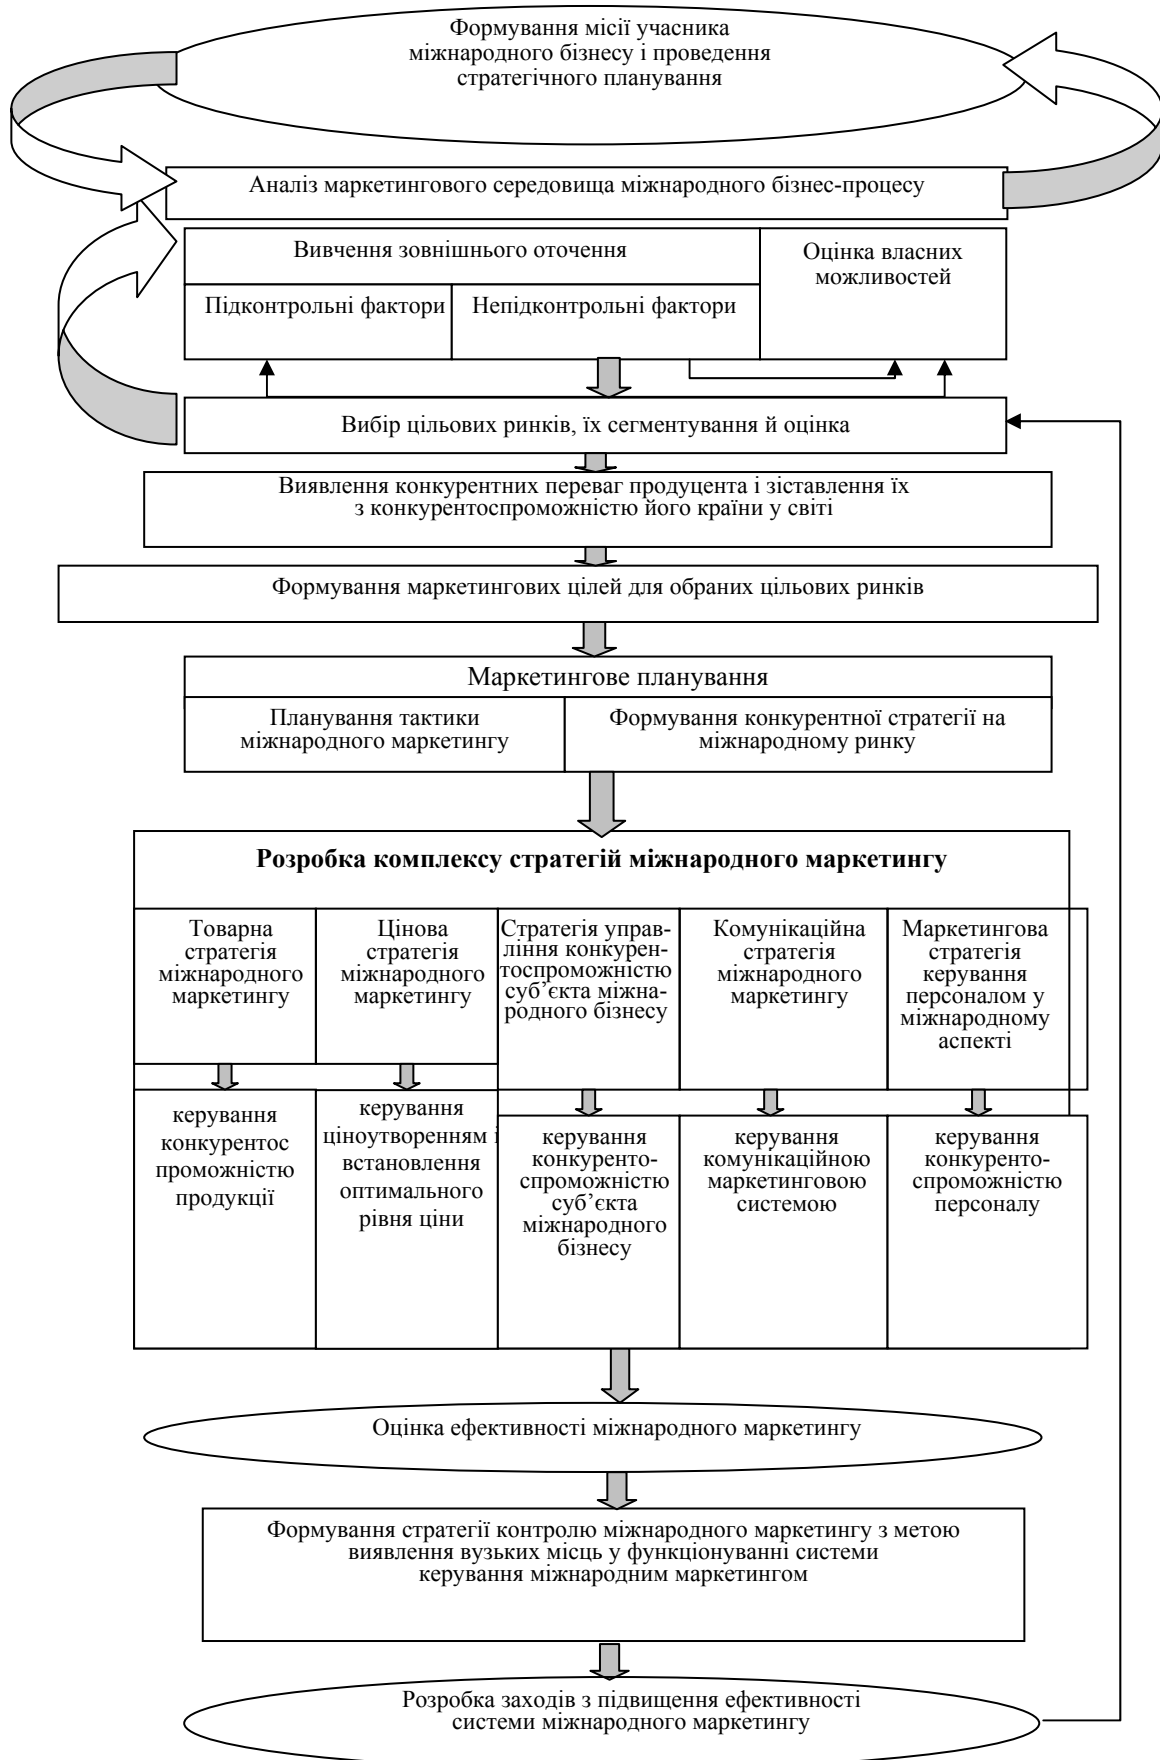 Формування місії учасника
міжнародного бізнесу і проведення
стратегічного планування
Аналіз маркетингового середовища міжнародного бізнес-процесу
Вивчення зовнішнього оточення
Оцінка власних
можливостей
Підконтрольні фактори
Непідконтрольні фактори
Вибір цільових ринків, їх сегментування й оцінка
Виявлення конкурентних переваг продуцента і зіставлення їх
з конкурентоспроможністю його країни у світі
Формування маркетингових цілей для обраних цільових ринків
Маркетингове планування
Планування тактики
міжнародного маркетингу
Формування конкурентної стратегії на
міжнародному ринку
Розробка комплексу стратегій міжнародного маркетингу
Товарна
стратегія
міжнародного
маркетингу
Цінова
стратегія
міжнародного
маркетингу
Стратегія управ-
ління конкурен-
тоспроможністю
суб’єкта міжна-
родного бізнесу
Комунікаційна
стратегія
міжнародного
маркетингу
Маркетингова
стратегія
керування
персоналом у
міжнародному
аспекті
керування
конкурентос
проможністю
продукції
керування
ціноутворенням і
встановлення
оптимального
рівня ціни
керування
конкуренто-
спроможністю
суб’єкта
міжнародного
бізнесу
керування
комунікаційною
маркетинговою
системою
керування
конкуренто-
спроможністю
персоналу
Оцінка ефективності міжнародного маркетингу
Формування стратегії контролю міжнародного маркетингу з метою
виявлення вузьких місць у функціонуванні системи
керування міжнародним маркетингом
Розробка заходів з підвищення ефективності
системи міжнародного маркетингу